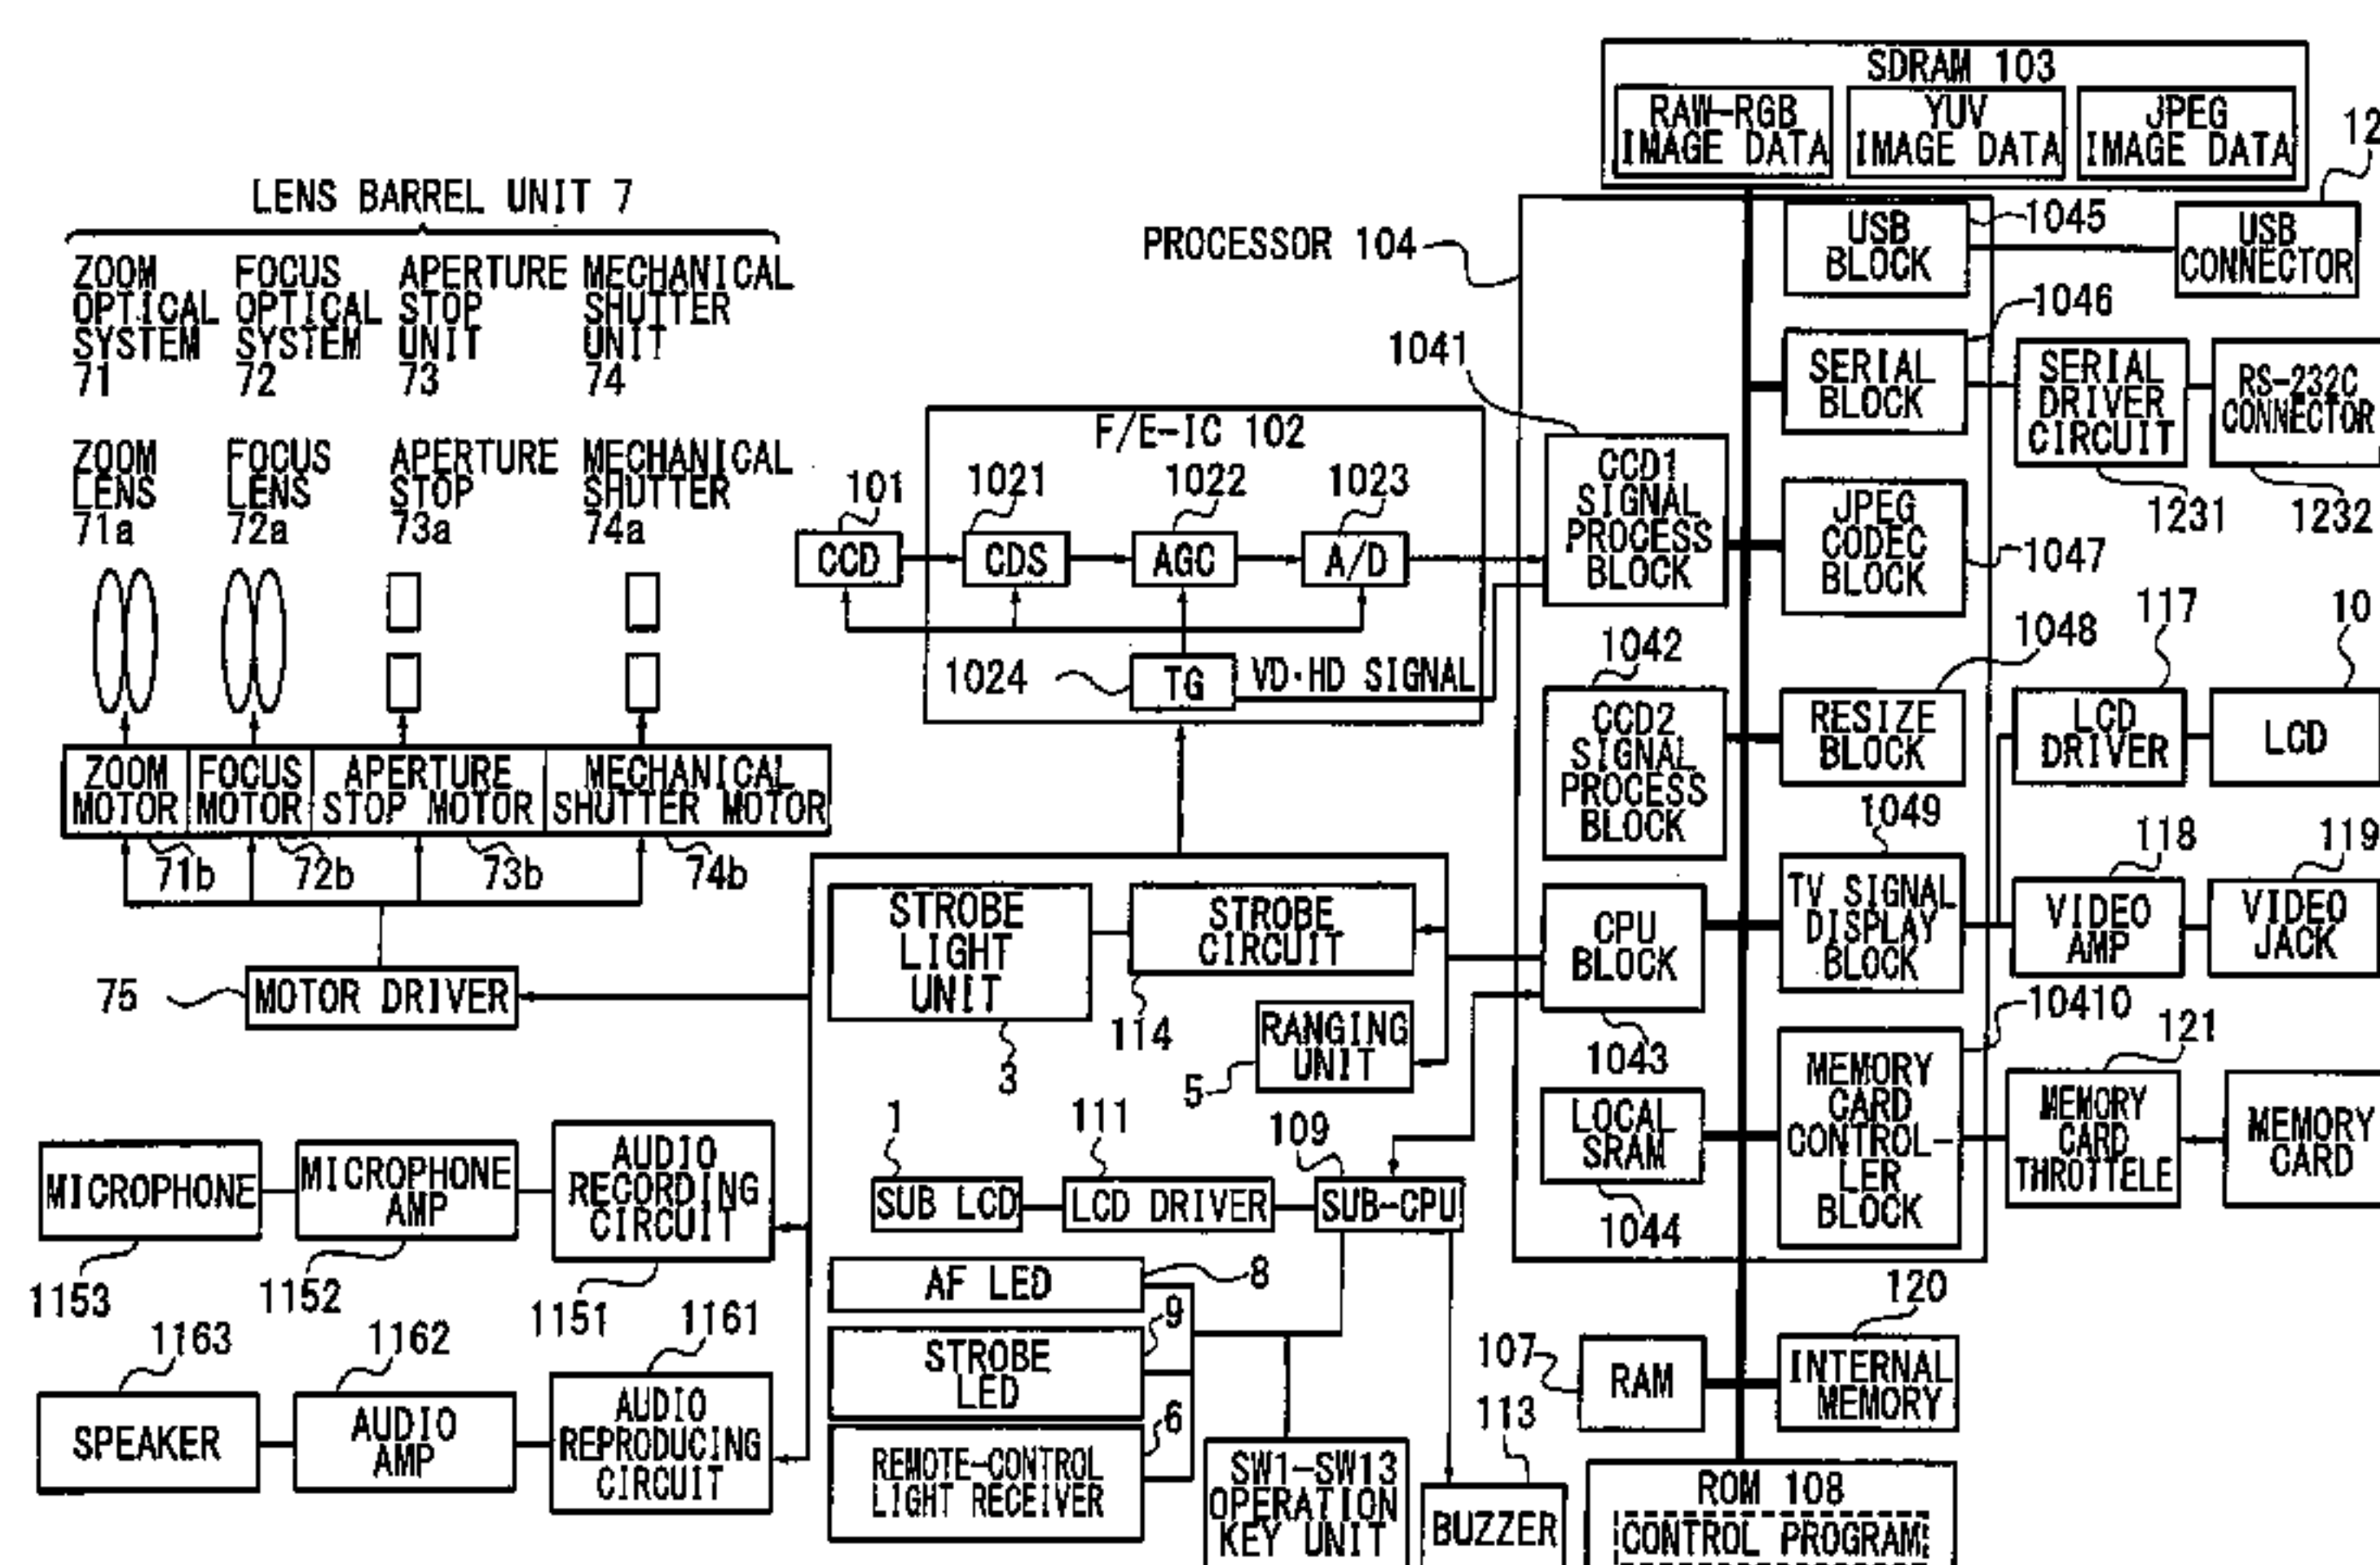 SDRAM 103
RAW-RGB
IMAGE DATA
YUV
IMAGE DATA
JPEG
IMAGE DATA
LENS BARREL UNIT 7
ZOOM
OPTICAL
SYSTEM
71
FOCUS
OPTICAL
SYSTEM
72
APERTURE
STOP
UNIT
73
MECHANICAL
SHUTTER
UNIT
74
ZOOM
LENS
71a
FOCUS
LENS
72a
APERTURE
STOP
73a
MECHANICAL
SHUTTER
74a
ZOOM
MOTOR
FOCUS
MOTOR
APERTURE
STOP MOTOR
MECHANICAL
SHUTTER MOTOR
71b
72b
73b
74b
75
MOTOR DRIVER
F/E-IC 102
101
CCD
1021
CDS
1022
AGC
1023
A/D
1024
TG
VD·HD SIGNAL
PROCESSOR 104
1041
CCD1
SIGNAL
PROCESS
BLOCK
1042
CCD2
SIGNAL
PROCESS
BLOCK
CPU
BLOCK
1043
LOCAL
SRAM
1044
USB
BLOCK
1045
USB
CONNECTOR
12
SERIAL
BLOCK
1046
SERIAL
DRIVER
CIRCUIT
1231
RS-232C
CONNECTOR
1232
JPEG
CODEC
BLOCK
1047
RESIZE
BLOCK
1048
117
LCD
DRIVER
10
LCD
1049
TV SIGNAL
DISPLAY
BLOCK
118
VIDEO
AMP
119
VIDEO
JACK
10410
MEMORY
CARD
CONTROL-
LER
BLOCK
121
MEMORY
CARD
THROTTELE
MEMORY
CARD
STROBE
LIGHT
UNIT
3
STROBE
CIRCUIT
114
RANGING
UNIT
5
1
SUB LCD
111
LCD DRIVER
109
SUB-CPU
AF LED
8
STROBE
LED
9
REMOTE-CONTROL
LIGHT RECEIVER
6
SW1-SW13
OPERATION
KEY UNIT
113
BUZZER
MICROPHONE
1153
MICROPHONE
AMP
1152
AUDIO
RECORDING
CIRCUIT
1151
1163
SPEAKER
1162
AUDIO
AMP
1161
AUDIO
REPRODUCING
CIRCUIT
107
RAM
120
INTERNAL
MEMORY
ROM 108
CONTROL PROGRAM